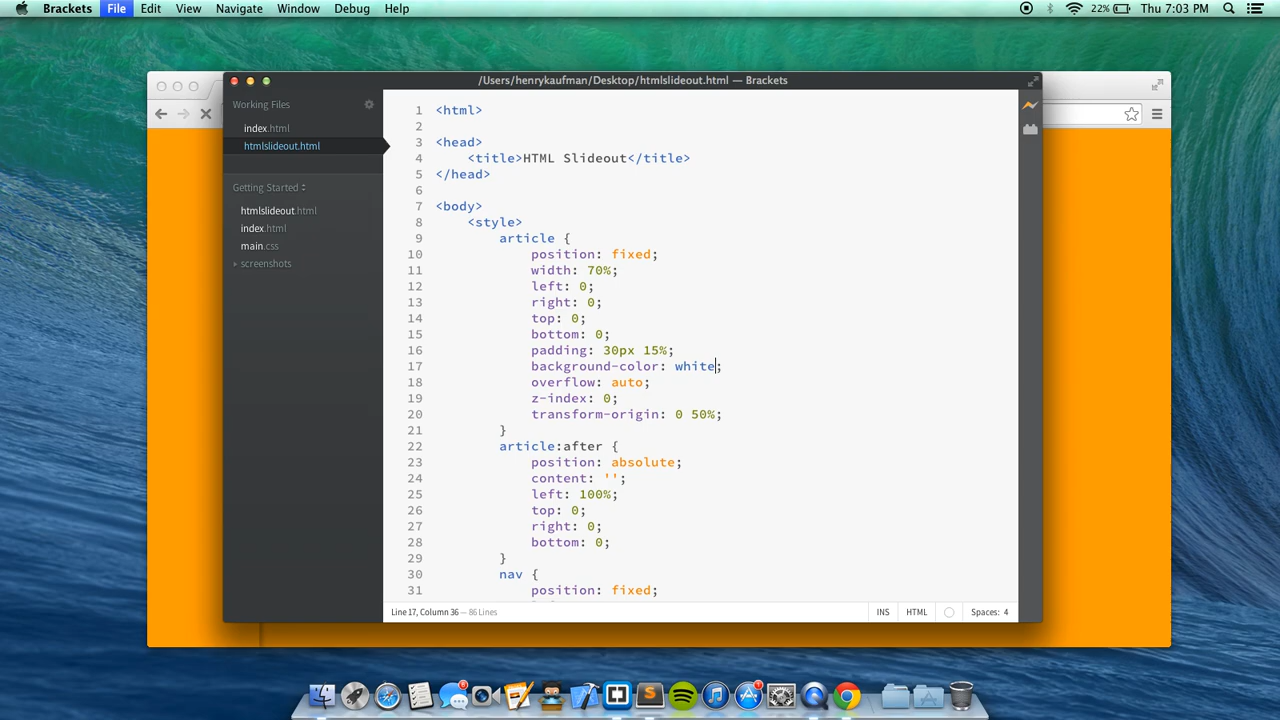 Brackets File Edit View Navigate Window Debug Help 22% Thu 7:03 PM
/Users/henrykaufman/Desktop/htmlslideout.html — Brackets
Working Files
index.html
htmlslideout.html
Getting Started
htmlslideout.html
index.html
main.css
screenshots
1 <html>
2
3 <head>
4 <title>HTML Slideout</title>
5 </head>
6
7 <body>
8 <style>
9 article {
10 position: fixed;
11 width: 70%;
12 left: 0;
13 right: 0;
14 top: 0;
15 bottom: 0;
16 padding: 30px 15%;
17 background-color: white;
18 overflow: auto;
19 z-index: 0;
20 transform-origin: 0 50%;
21 }
22 article:after {
23 position: absolute;
24 content: '';
25 left: 100%;
26 top: 0;
27 right: 0;
28 bottom: 0;
29 }
30 nav {
31 position: fixed;
Line 17, Column 36 — 86 Lines INS HTML Spaces: 4